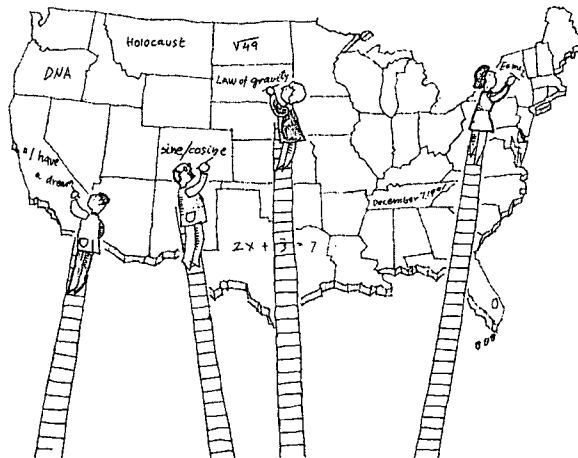 Holocaust
√49
DNA
LAW of gravity
sine/cosine
"I have
a dream
December 7, 1941
2x + 3 = 7